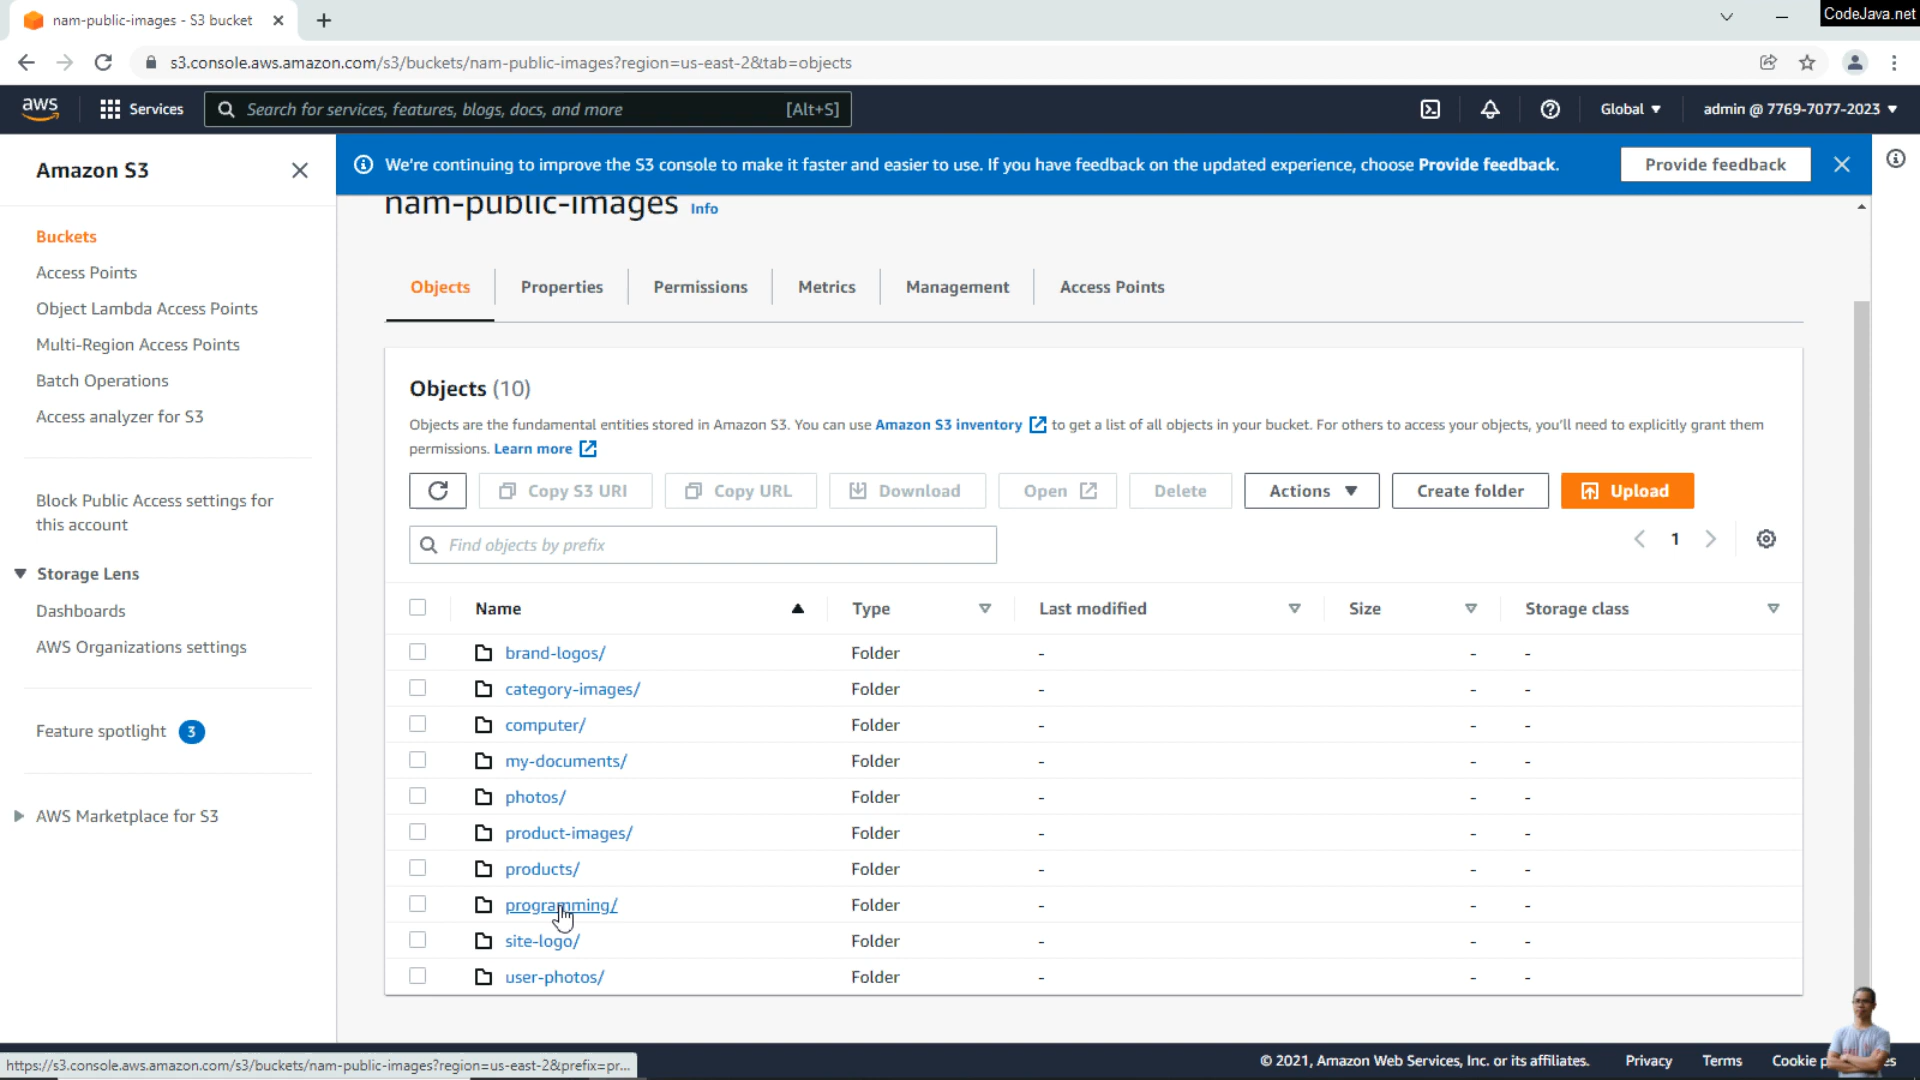 nam-public-images - S3 bucket
CodeJava.net
s3.console.aws.amazon.com/s3/buckets/nam-public-images?region=us-east-2&tab=objects
aws
Services
Search for services, features, blogs, docs, and more
[Alt+S]
Global
admin @ 7769-7077-2023
Amazon S3
We're continuing to improve the S3 console to make it faster and easier to use. If you have feedback on the updated experience, choose Provide feedback.
Provide feedback
Buckets
Access Points
Object Lambda Access Points
Multi-Region Access Points
Batch Operations
Access analyzer for S3
Block Public Access settings for
this account
Storage Lens
Dashboards
AWS Organizations settings
Feature spotlight 3
AWS Marketplace for S3
nam-public-images Info
Objects
Properties
Permissions
Metrics
Management
Access Points
Objects (10)
Objects are the fundamental entities stored in Amazon S3. You can use Amazon S3 inventory to get a list of all objects in your bucket. For others to access your objects, you'll need to explicitly grant them
permissions. Learn more
Copy S3 URI
Copy URL
Download
Open
Delete
Actions
Create folder
Upload
Find objects by prefix
1
Name Type Last modified Size Storage class
brand-logos/ Folder - - -
category-images/ Folder - - -
computer/ Folder - - -
my-documents/ Folder - - -
photos/ Folder - - -
product-images/ Folder - - -
products/ Folder - - -
programming/ Folder - - -
site-logo/ Folder - - -
user-photos/ Folder - - -
https://s3.console.aws.amazon.com/s3/buckets/nam-public-images?region=us-east-2&prefix=pr...
© 2021, Amazon Web Services, Inc. or its affiliates.
Privacy
Terms
Cookie